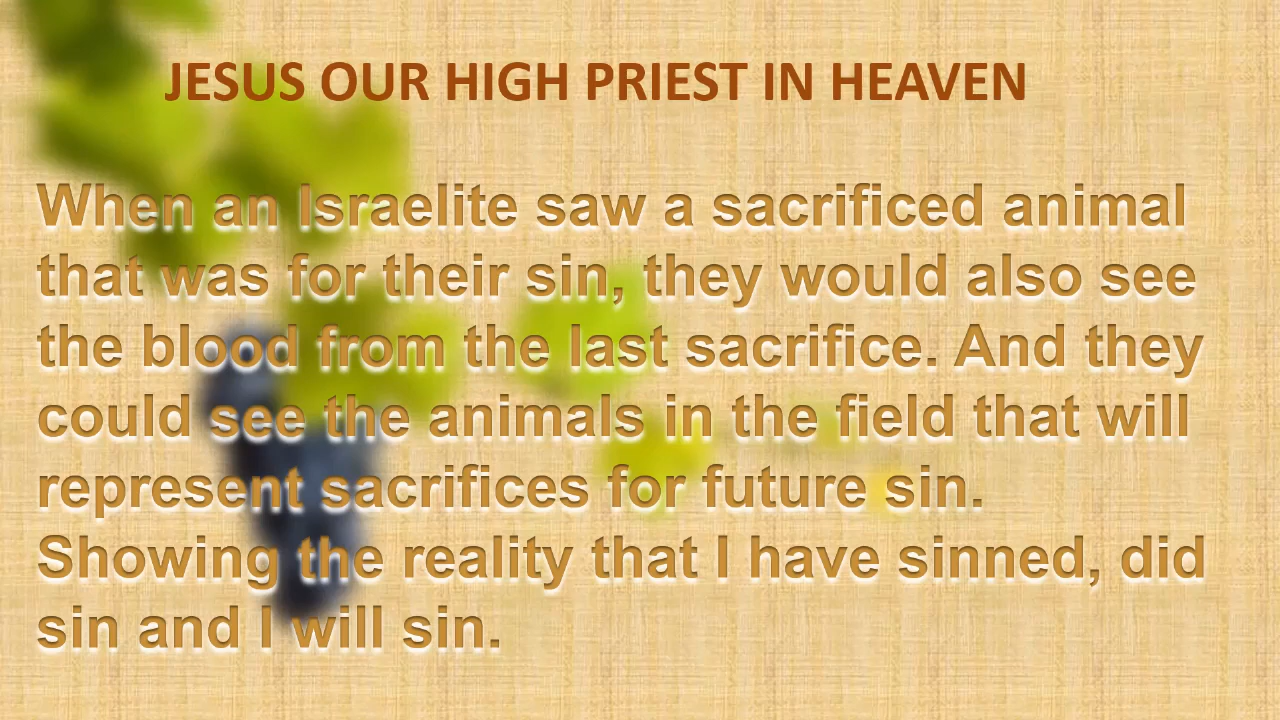 JESUS OUR HIGH PRIEST IN HEAVEN
When an Israelite saw a sacrificed animal
that was for their sin, they would also see
the blood from the last sacrifice. And they
could see the animals in the field that will
represent sacrifices for future sin.
Showing the reality that I have sinned, did
sin and I will sin.